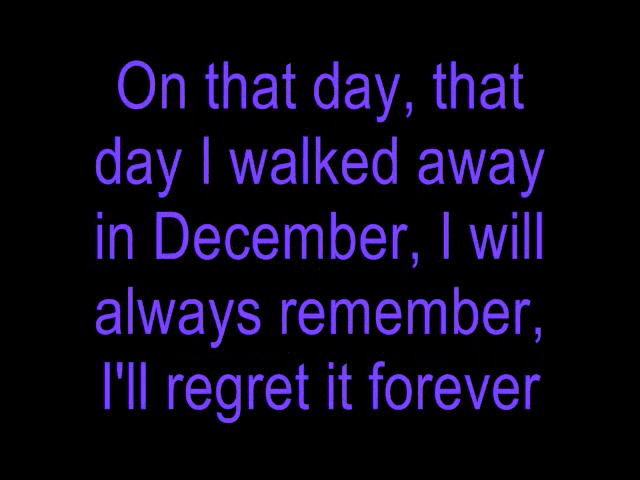 On that day, that
day I walked away
in December, I will
always remember,
I'll regret it forever